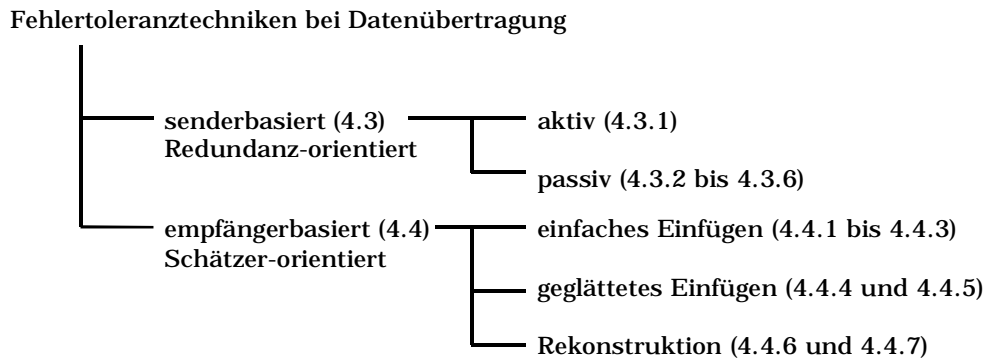 Fehlertoleranztechniken bei Datenübertragung
senderbasiert (4.3)
Redundanz-orientiert
aktiv (4.3.1)
passiv (4.3.2 bis 4.3.6)
empfängerbasiert (4.4)
Schätzer-orientiert
einfaches Einfügen (4.4.1 bis 4.4.3)
geglättetes Einfügen (4.4.4 und 4.4.5)
Rekonstruktion (4.4.6 und 4.4.7)